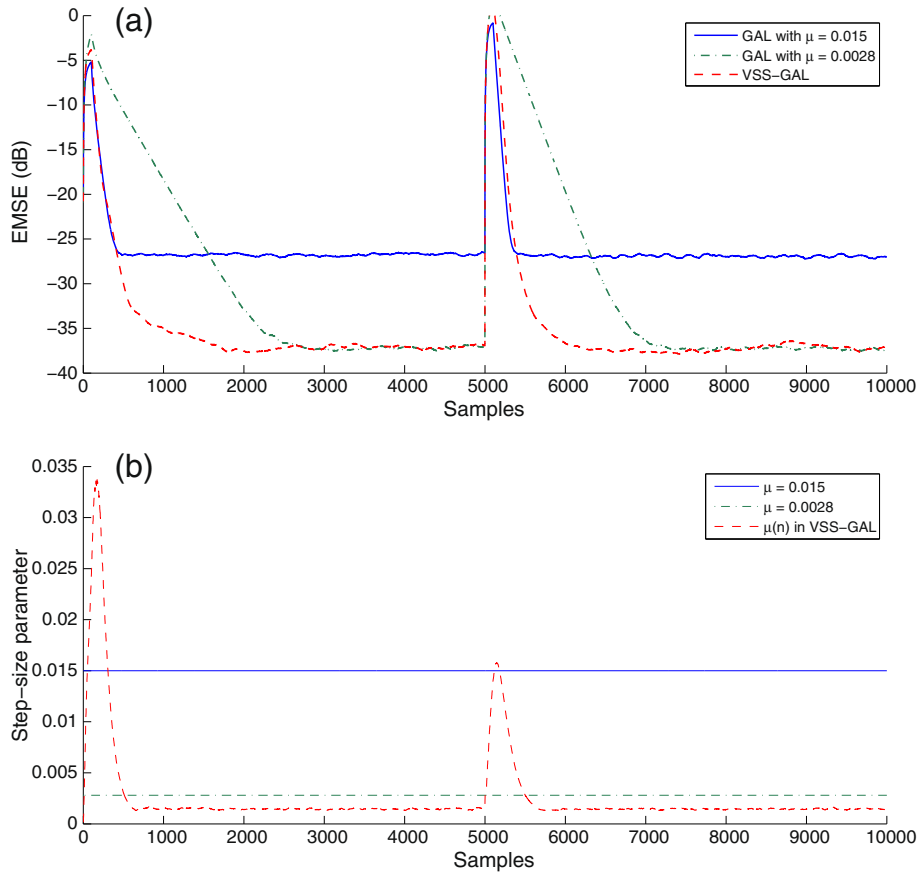 (a)
EMSE (dB)
0
−5
−10
−15
−20
−25
−30
−35
−40
GAL with μ = 0.015
GAL with μ = 0.0028
VSS−GAL
0 1000 2000 3000 4000 5000 6000 7000 8000 9000 10000
Samples
(b)
Step−size parameter
0.035
0.03
0.025
0.02
0.015
0.01
0.005
0
μ = 0.015
μ = 0.0028
μ(n) in VSS−GAL
0 1000 2000 3000 4000 5000 6000 7000 8000 9000 10000
Samples